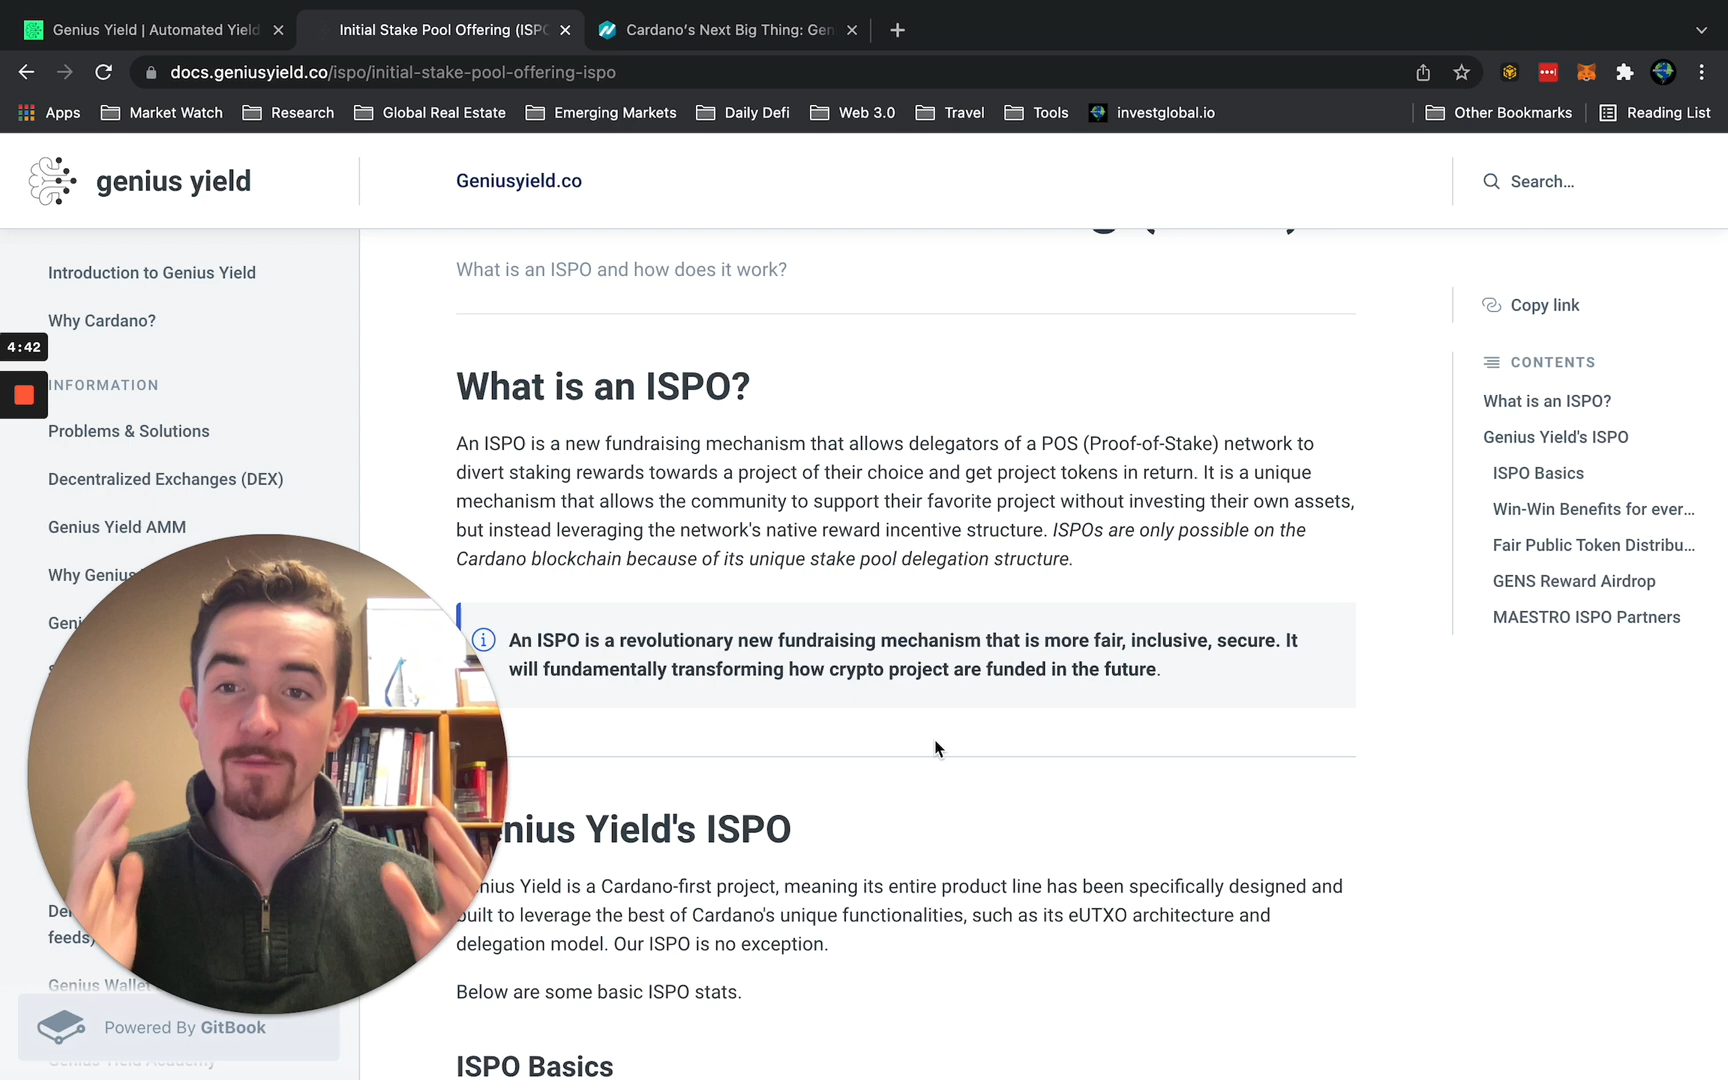 Genius Yield | Automated Yield
Initial Stake Pool Offering (ISPO
Cardano's Next Big Thing: Gen
docs.geniusyield.co/ispo/initial-stake-pool-offering-ispo
Apps
Market Watch
Research
Global Real Estate
Emerging Markets
Daily Defi
Web 3.0
Travel
Tools
investglobal.io
Other Bookmarks
Reading List
genius yield
Geniusyield.co
Search...
Introduction to Genius Yield
Why Cardano?
4:42
INFORMATION
Problems & Solutions
Decentralized Exchanges (DEX)
Genius Yield AMM
Why Genius
Geni
De
feeds)
Genius Wallet
Powered By GitBook
Genius Yield Academy
What is an ISPO and how does it work?
What is an ISPO?
An ISPO is a new fundraising mechanism that allows delegators of a POS (Proof-of-Stake) network to
divert staking rewards towards a project of their choice and get project tokens in return. It is a unique
mechanism that allows the community to support their favorite project without investing their own assets,
but instead leveraging the network's native reward incentive structure. ISPOs are only possible on the
Cardano blockchain because of its unique stake pool delegation structure.
An ISPO is a revolutionary new fundraising mechanism that is more fair, inclusive, secure. It
will fundamentally transforming how crypto project are funded in the future.
enius Yield's ISPO
nius Yield is a Cardano-first project, meaning its entire product line has been specifically designed and
built to leverage the best of Cardano's unique functionalities, such as its eUTXO architecture and
delegation model. Our ISPO is no exception.
Below are some basic ISPO stats.
ISPO Basics
Copy link
CONTENTS
What is an ISPO?
Genius Yield's ISPO
ISPO Basics
Win-Win Benefits for ever...
Fair Public Token Distribu...
GENS Reward Airdrop
MAESTRO ISPO Partners